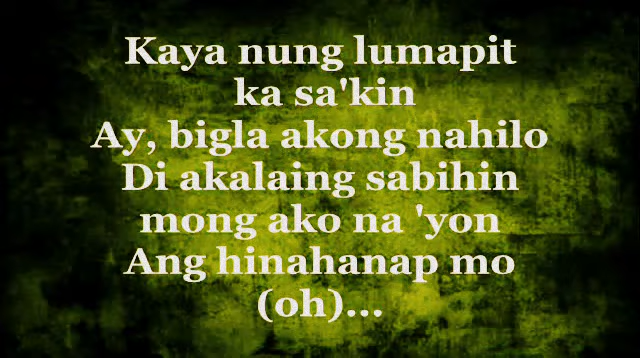 Kaya nung lumapit
ka sa'kin
Ay, bigla akong nahilo
Di akalaing sabihin
mong ako na 'yon
Ang hinahanap mo
(oh)...